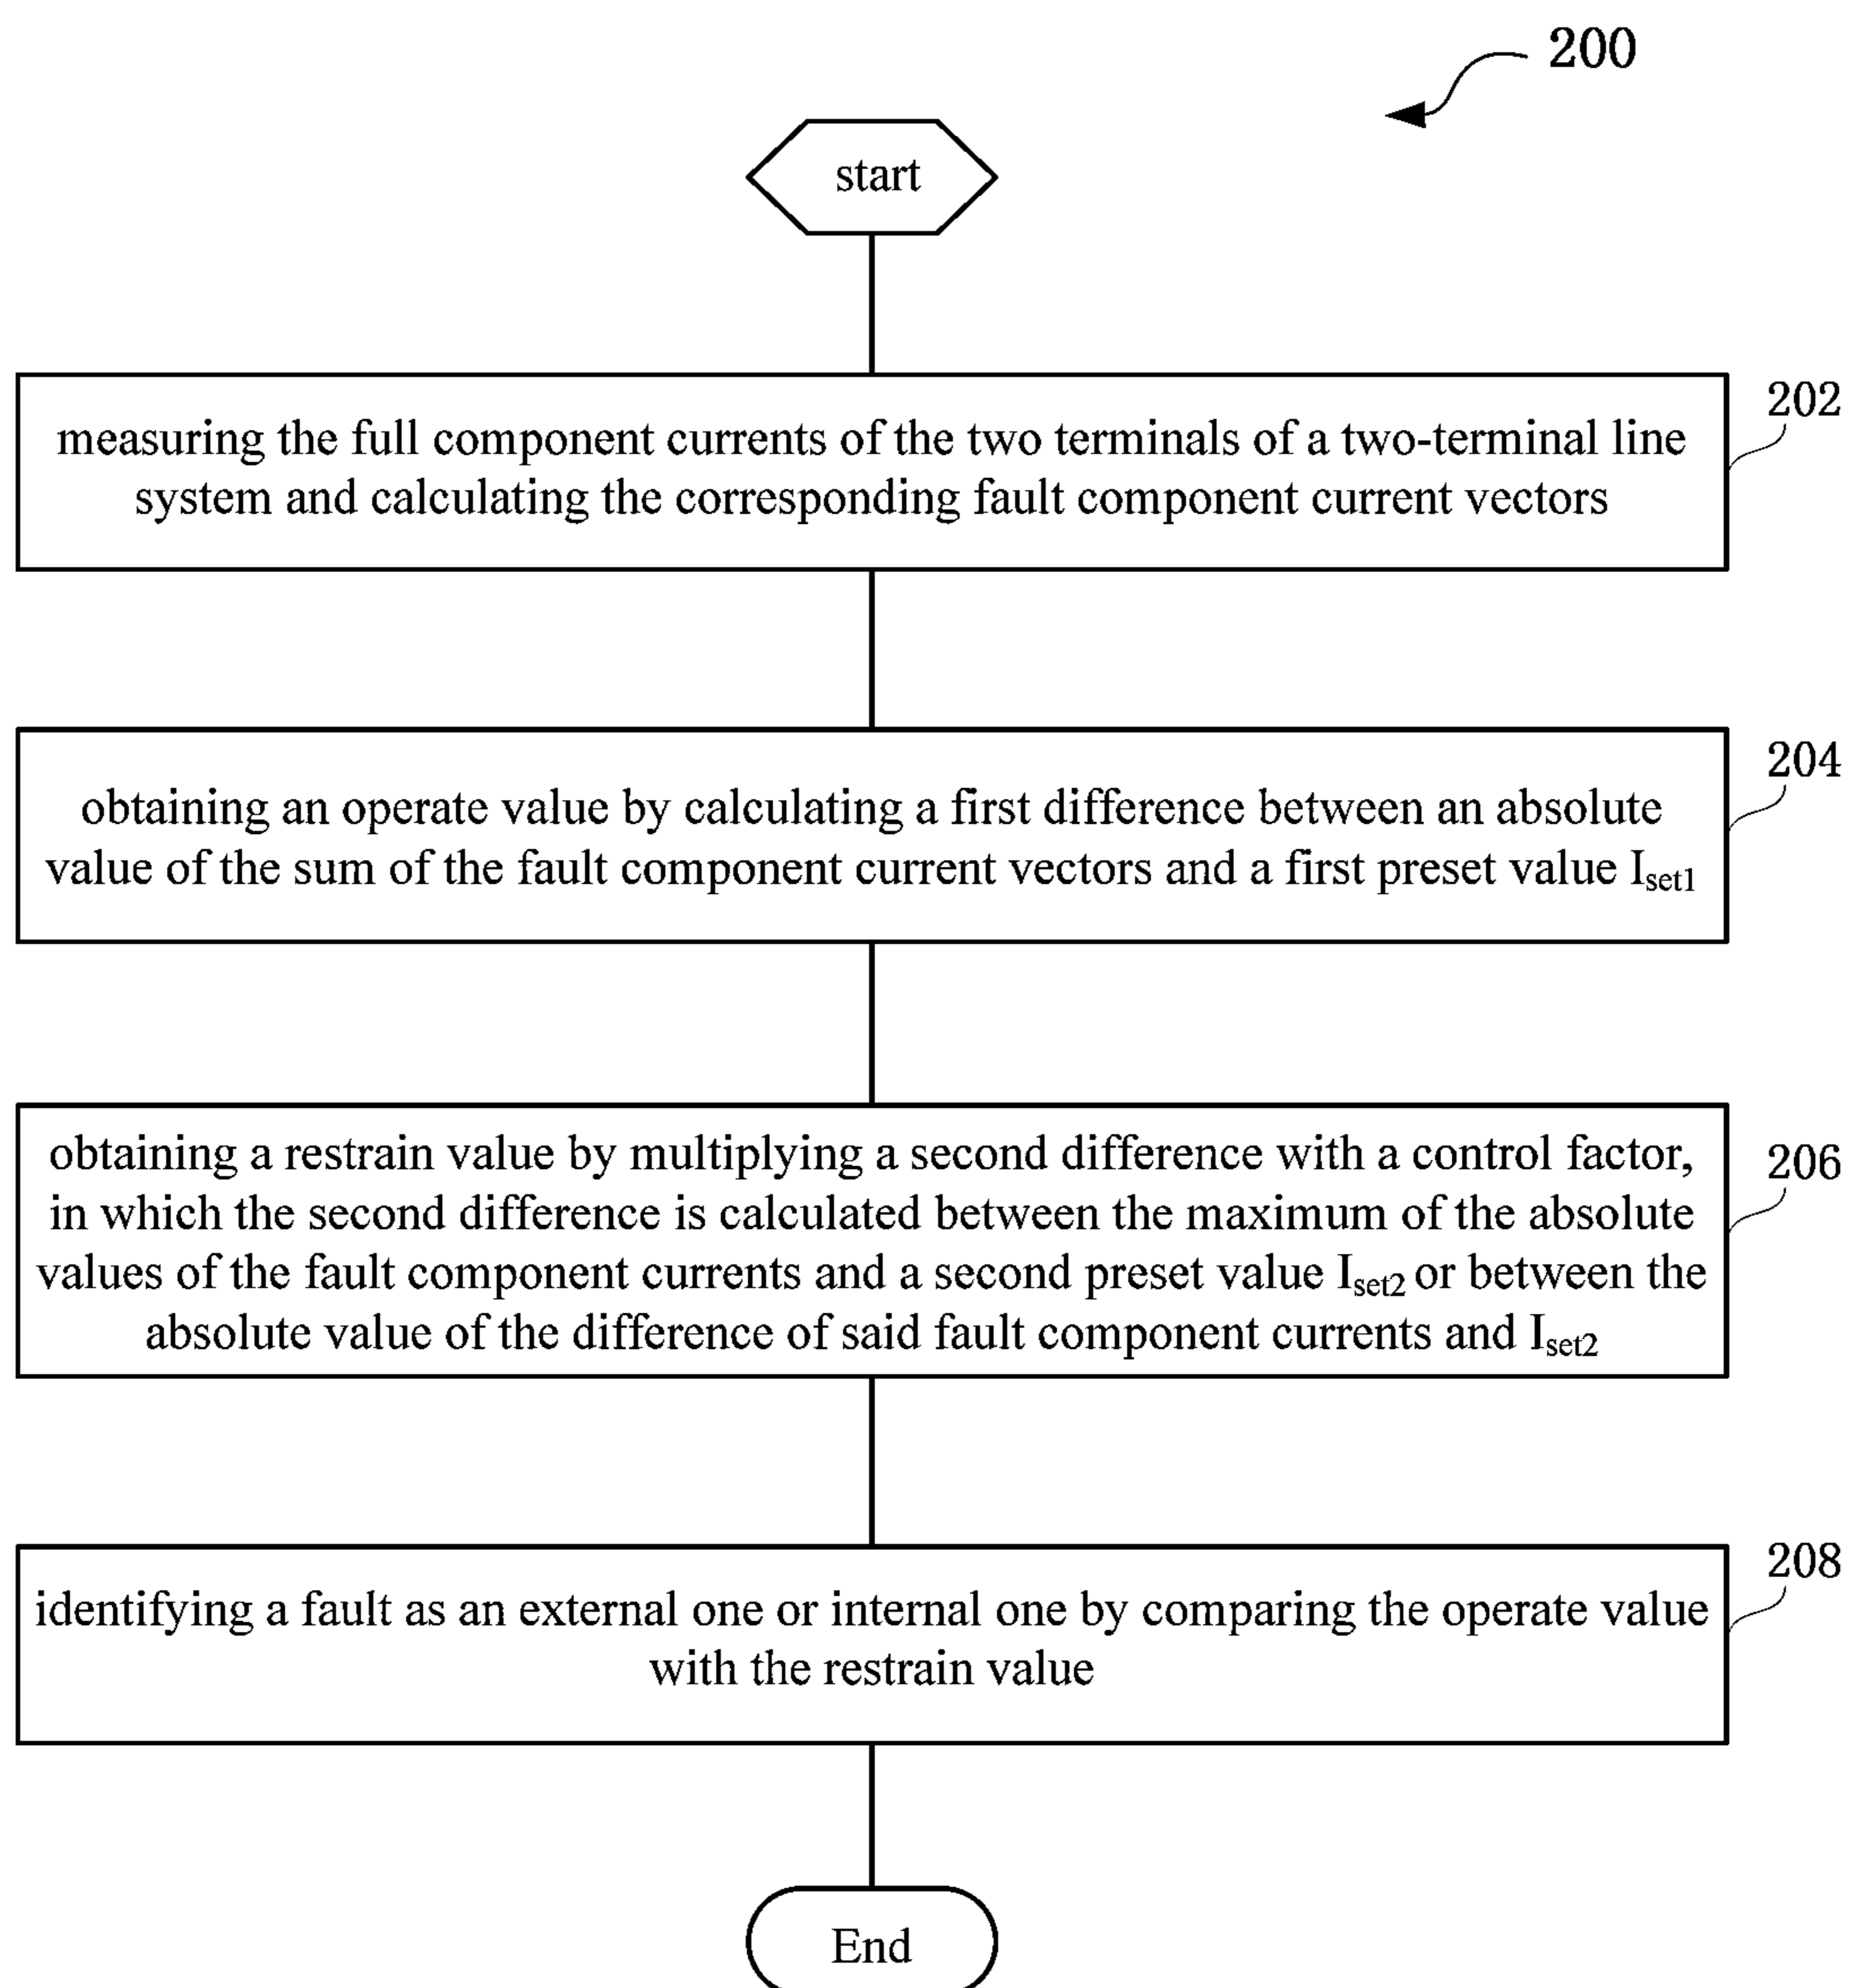 200
start
202
measuring the full component currents of the two terminals of a two-terminal line
system and calculating the corresponding fault component current vectors
204
obtaining an operate value by calculating a first difference between an absolute
value of the sum of the fault component current vectors and a first preset value Iset1
206
obtaining a restrain value by multiplying a second difference with a control factor,
in which the second difference is calculated between the maximum of the absolute
values of the fault component currents and a second preset value Iset2 or between the
absolute value of the difference of said fault component currents and Iset2
208
identifying a fault as an external one or internal one by comparing the operate value
with the restrain value
End